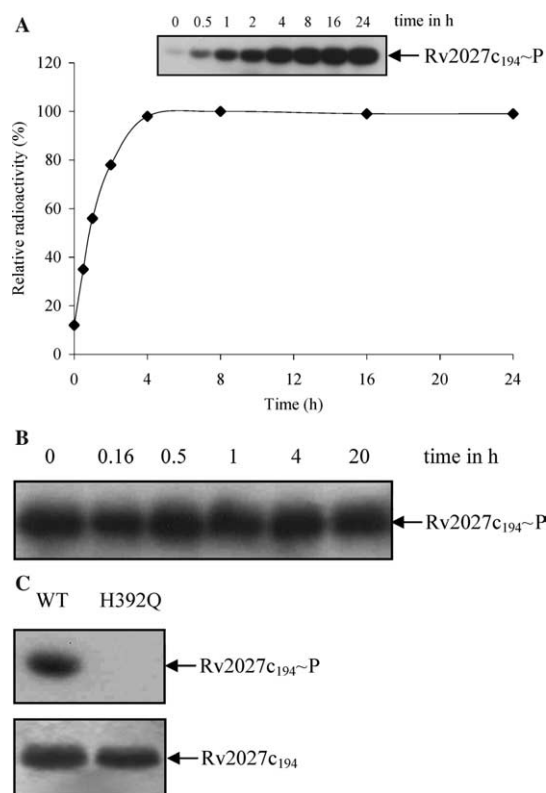 A
0 0.5 1 2 4 8 16 24 time in h
Rv2027c194~P
120
100
80
60
40
20
0
Relative radioactivity (%)
0 4 8 12 16 20 24
Time (h)
B
0 0.16 0.5 1 4 20 time in h
Rv2027c194~P
C
WT H392Q
Rv2027c194~P
Rv2027c194